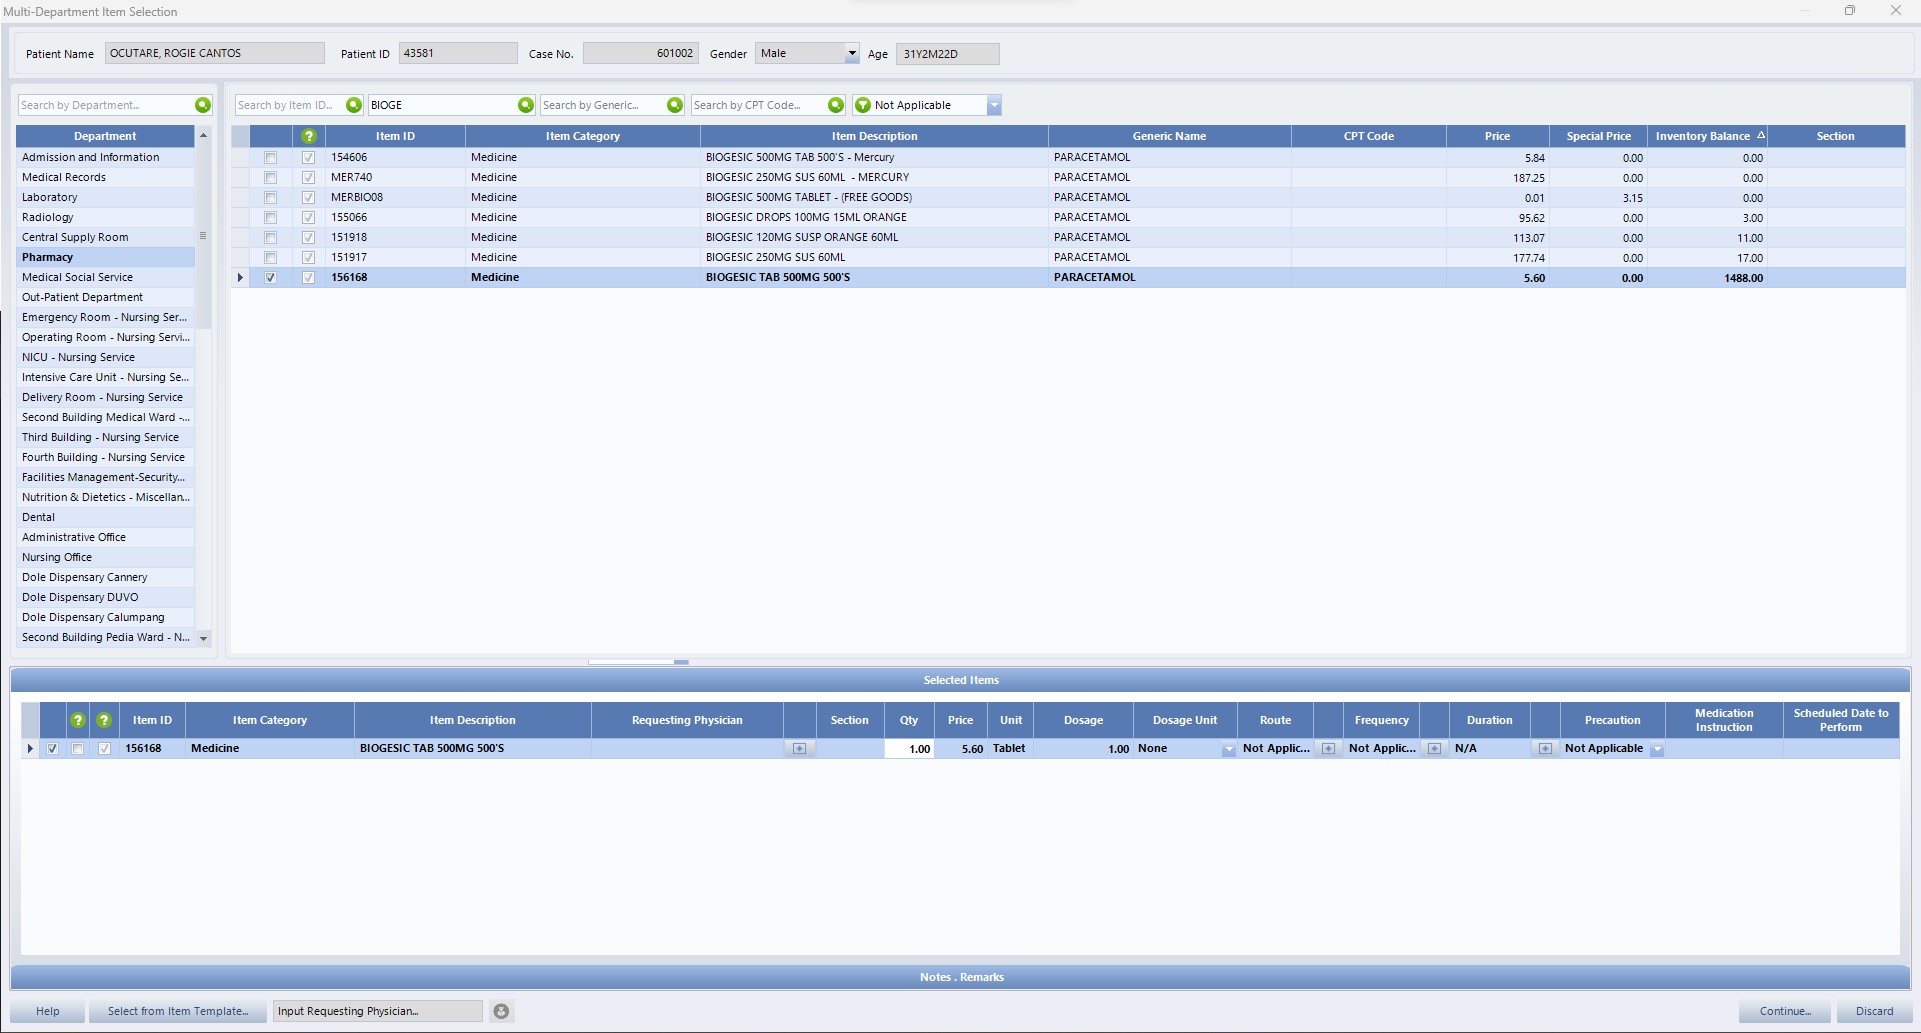 Multi-Department Item Selection
Patient Name OCUTARE, ROGIE CANTOS Patient ID 43581 Case No. 601002 Gender Male Age 31Y2M22D
Search by Department...
Department
Admission and Information
Medical Records
Laboratory
Radiology
Central Supply Room
Pharmacy
Medical Social Service
Out-Patient Department
Emergency Room - Nursing Ser...
Operating Room - Nursing Servi...
NICU - Nursing Service
Intensive Care Unit - Nursing Se...
Delivery Room - Nursing Service
Second Building Medical Ward -...
Third Building - Nursing Service
Fourth Building - Nursing Service
Facilities Management-Security...
Nutrition & Dietetics - Miscellan...
Dental
Administrative Office
Nursing Office
Dole Dispensary Cannery
Dole Dispensary DUVO
Dole Dispensary Calumpang
Second Building Pedia Ward - N...
Search by Item ID... BIOGE Search by Generic... Search by CPT Code... Not Applicable
? Item ID Item Category Item Description Generic Name CPT Code Price Special Price Inventory Balance Section
154606 Medicine BIOGESIC 500MG TAB 500'S - Mercury PARACETAMOL 5.84 0.00 0.00
MER740 Medicine BIOGESIC 250MG SUS 60ML - MERCURY PARACETAMOL 187.25 0.00 0.00
MERBIO08 Medicine BIOGESIC 500MG TABLET - (FREE GOODS) PARACETAMOL 0.01 3.15 0.00
155066 Medicine BIOGESIC DROPS 100MG 15ML ORANGE PARACETAMOL 95.62 0.00 3.00
151918 Medicine BIOGESIC 120MG SUSP ORANGE 60ML PARACETAMOL 113.07 0.00 11.00
151917 Medicine BIOGESIC 250MG SUS 60ML PARACETAMOL 177.74 0.00 17.00
156168 Medicine BIOGESIC TAB 500MG 500'S PARACETAMOL 5.60 0.00 1488.00
Selected Items
? ? Item ID Item Category Item Description Requesting Physician Section Qty Price Unit Dosage Dosage Unit Route Frequency Duration Precaution Medication Instruction Scheduled Date to Perform
156168 Medicine BIOGESIC TAB 500MG 500'S 1.00 5.60 Tablet 1.00 None Not Applic... Not Applic... N/A Not Applicable
Notes . Remarks
Help Select from Item Template... Input Requesting Physician... Continue... Discard